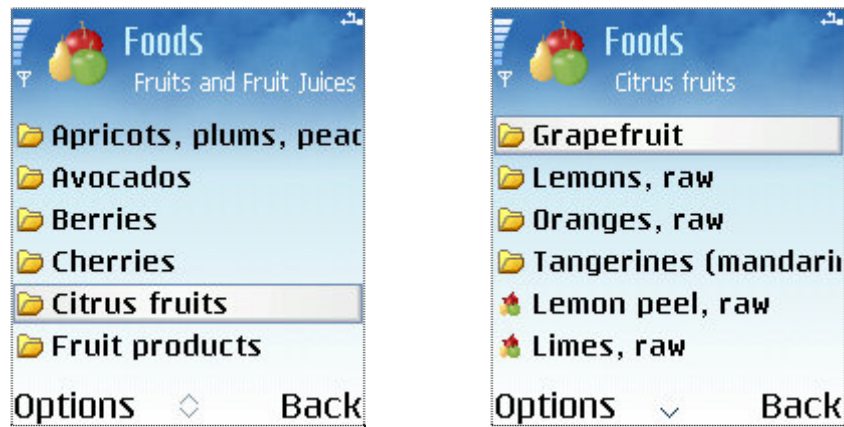 Foods
Fruits and Fruit Juices
Apricots, plums, peac
Avocados
Berries
Cherries
Citrus fruits
Fruit products
Options Back
Foods
Citrus fruits
Grapefruit
Lemons, raw
Oranges, raw
Tangerines (mandarin
Lemon peel, raw
Limes, raw
Options Back